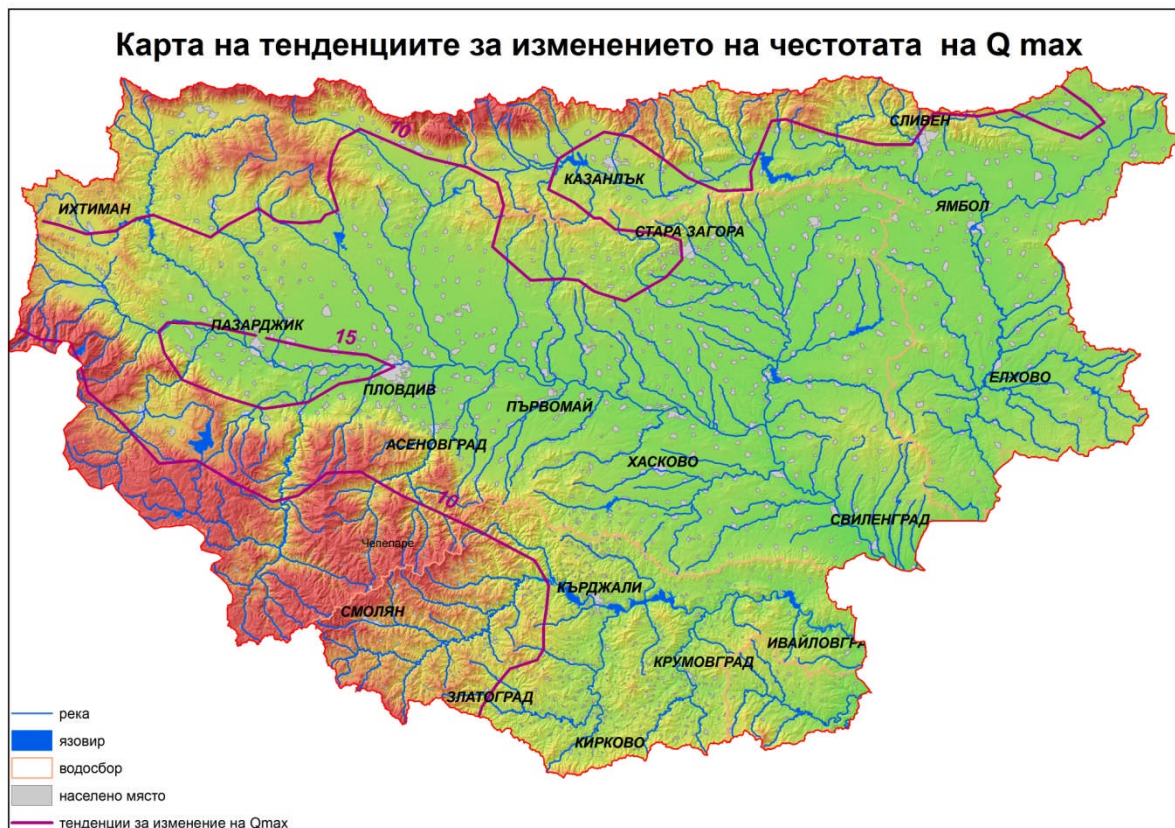 Карта на тенденциите за изменението на честотата на Q max
СЛИВЕН
10
КАЗАНЛЪК
ИХТИМАН
ЯМБОЛ
СТАРА ЗАГОРА
ПАЗАРДЖИК
15
ПЛОВДИВ
ЕЛХОВО
ПЪРВОМАЙ
АСЕНОВГРАД
ХАСКОВО
10
СВИЛЕНГРАД
Чепеларе
КЪРДЖАЛИ
СМОЛЯН
ИВАЙЛОВГРА
КРУМОВГРАД
ЗЛАТОГРАД
КИРКОВО
река
язовир
водосбор
населено място
тенденции за изменение на Qmax